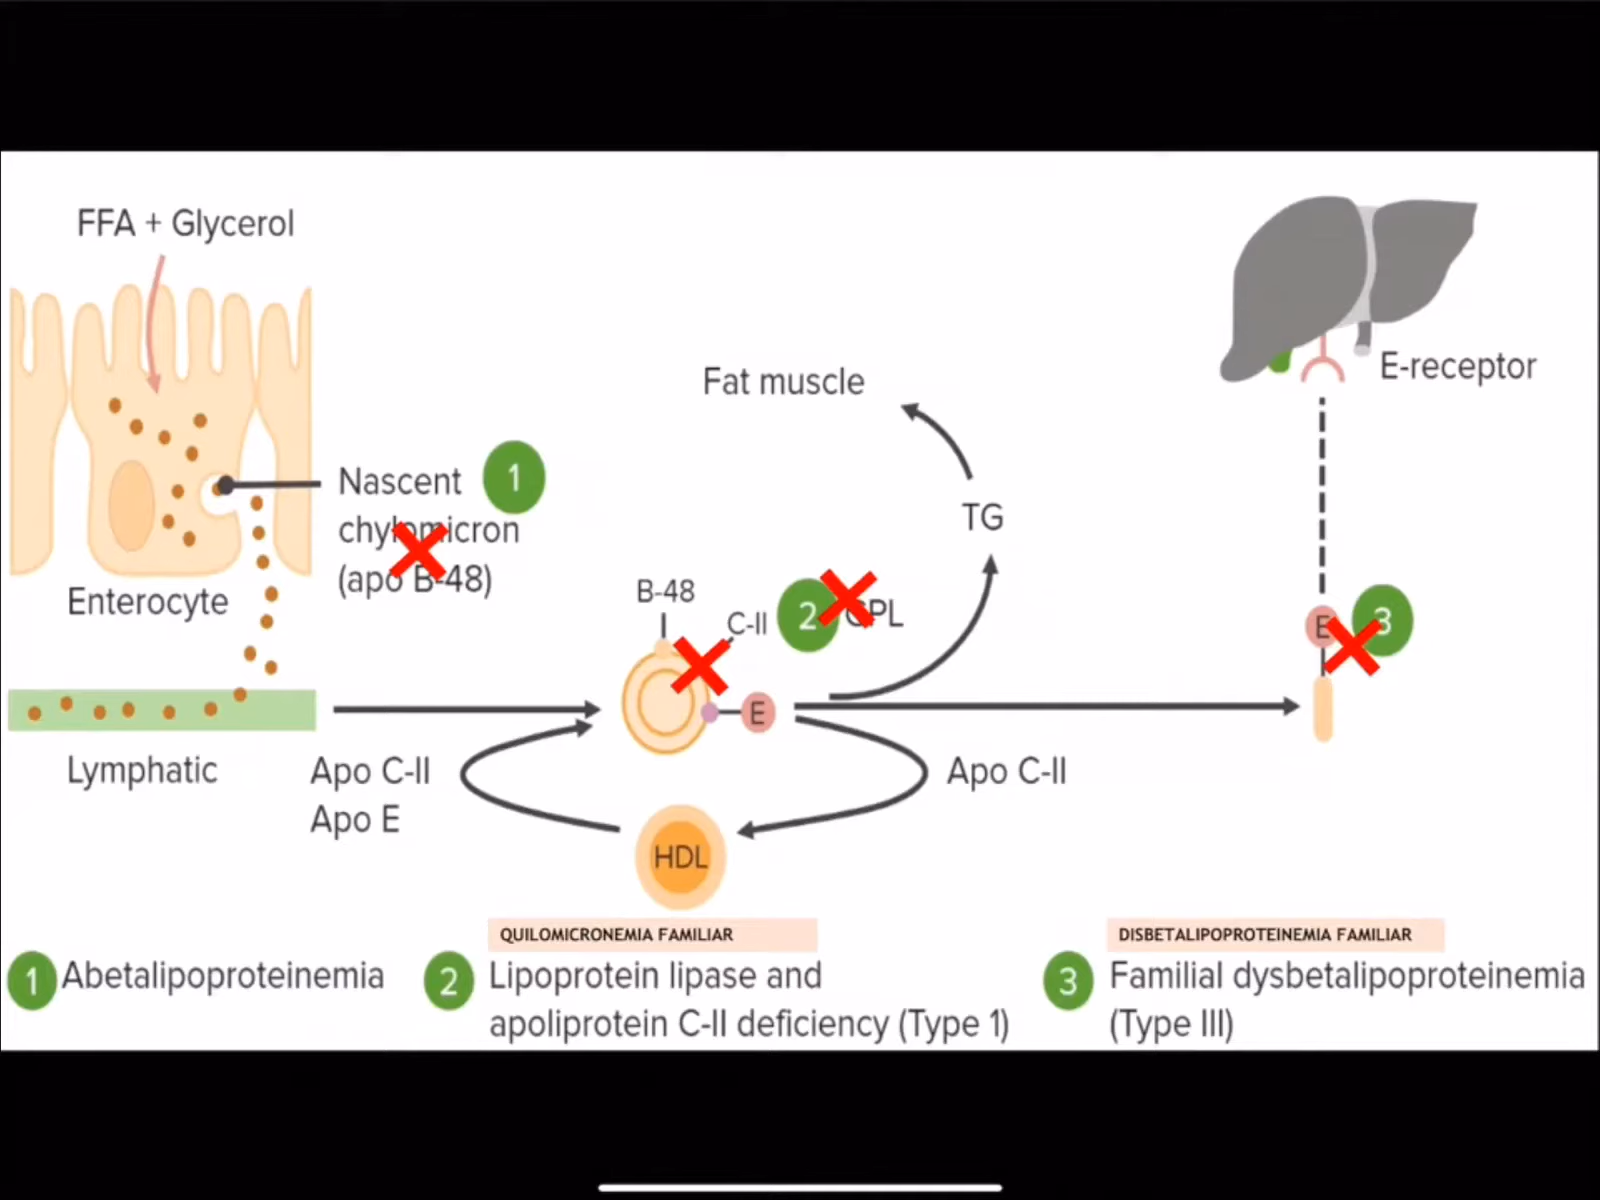 FFA + Glycerol
Nascent
chylomicron
(apo B-48)
1
Enterocyte
Lymphatic
Fat muscle
TG
E-receptor
B-48
C-II
2
E
E
3
Apo C-II
Apo E
Apo C-II
HDL
QUILOMICRONEMIA FAMILIAR
DISBETALIPOPROTEINEMIA FAMILIAR
1 Abetalipoproteinemia
2 Lipoprotein lipase and
apoliprotein C-II deficiency (Type 1)
3 Familial dysbetalipoproteinemia
(Type III)